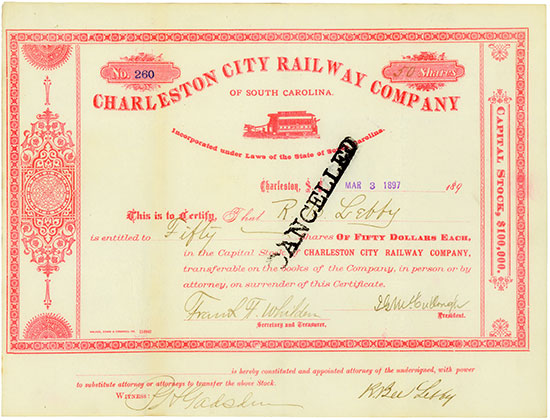 No. 260
50 Shares
CHARLESTON CITY RAILWAY COMPANY
OF SOUTH CAROLINA.
Incorporated under Laws of the State of South Carolina.
Charleston, S. MAR 3 1897 189
CANCELLED
This is to Certify, That R. Lebby
is entitled to Fifty Shares OF FIFTY DOLLARS EACH,
in the Capital Stock of CHARLESTON CITY RAILWAY COMPANY,
transferable on the books of the Company, in person or by
attorney, on surrender of this Certificate.
Frank F. Whilden
Secretary and Treasurer.
President.
CAPITAL STOCK, $100,000.
is hereby constituted and appointed attorney of the undersigned, with power
to substitute attorney or attorneys to transfer the above Stock.
WITNESS: Gadsden
R. Bee Lebby